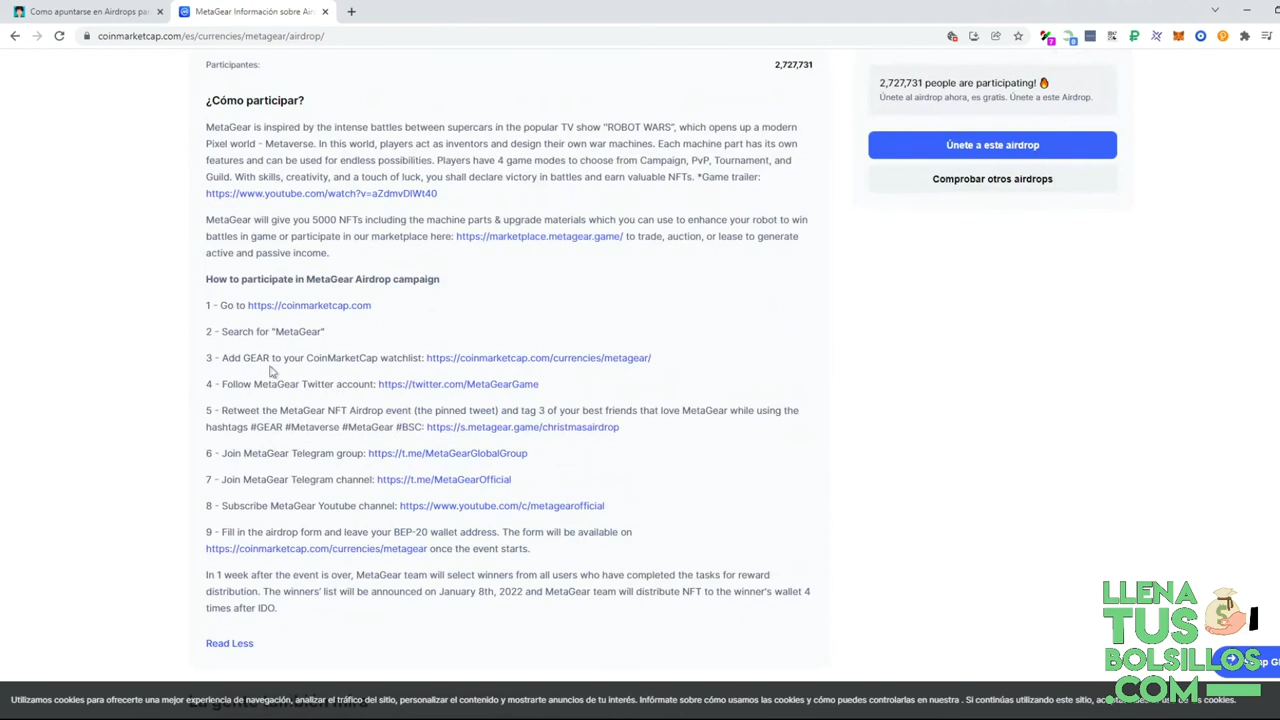 Como apuntarse en Airdrops pa
MetaGear Información sobre Air
coinmarketcap.com/es/currencies/metagear/airdrop/
Participantes: 2,727,731
¿Cómo participar?
MetaGear is inspired by the intense battles between supercars in the popular TV show "ROBOT WARS", which opens up a modern
Pixel world - Metaverse. In this world, players act as inventors and design their own war machines. Each machine part has its own
features and can be used for endless possibilities. Players have 4 game modes to choose from Campaign, PvP, Tournament, and
Guild. With skills, creativity, and a touch of luck, you shall declare victory in battles and earn valuable NFTs. *Game trailer:
https://www.youtube.com/watch?v=aZdmvDlWt40
MetaGear will give you 5000 NFTs including the machine parts & upgrade materials which you can use to enhance your robot to win
battles in game or participate in our marketplace here: https://marketplace.metagear.game/ to trade, auction, or lease to generate
active and passive income.
How to participate in MetaGear Airdrop campaign
1 - Go to https://coinmarketcap.com
2 - Search for "MetaGear"
3 - Add GEAR to your CoinMarketCap watchlist: https://coinmarketcap.com/currencies/metagear/
4 - Follow MetaGear Twitter account: https://twitter.com/MetaGearGame
5 - Retweet the MetaGear NFT Airdrop event (the pinned tweet) and tag 3 of your best friends that love MetaGear while using the
hashtags #GEAR #Metaverse #MetaGear #BSC: https://s.metagear.game/christmasairdrop
6 - Join MetaGear Telegram group: https://t.me/MetaGearGlobalGroup
7 - Join MetaGear Telegram channel: https://t.me/MetaGearOfficial
8 - Subscribe MetaGear Youtube channel: https://www.youtube.com/c/metagearofficial
9 - Fill in the airdrop form and leave your BEP-20 wallet address. The form will be available on
https://coinmarketcap.com/currencies/metagear once the event starts.
In 1 week after the event is over, MetaGear team will select winners from all users who have completed the tasks for reward
distribution. The winners' list will be announced on January 8th, 2022 and MetaGear team will distribute NFT to the winner's wallet 4
times after IDO.
Read Less
2,727,731 people are participating!
Únete al airdrop ahora, es gratis. Únete a este Airdrop.
Únete a este airdrop
Comprobar otros airdrops
LLENA
TUS
BOLSILLOS
.COM
La gente también mira
Utilizamos cookies para ofrecerte una mejor experiencia de navegación, analizar el tráfico del sitio, personalizar el contenido y mostrarte anuncios de tu interés. Infórmate sobre cómo usamos las cookies y cómo puedes controlarlas en nuestra . Si continúas utilizando este sitio, acep